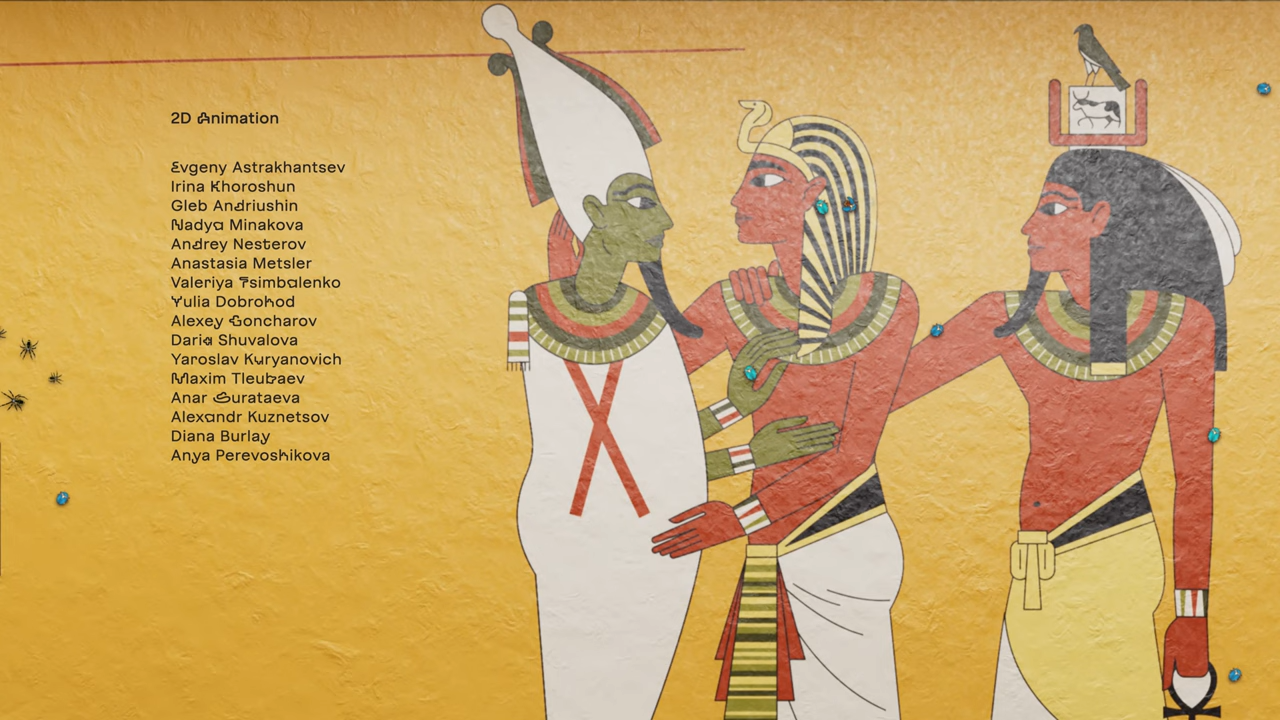 2D Animation
Evgeny Astrakhantsev
Irina Khoroshun
Gleb Andriushin
Nadya Minakova
Andrey Nesterov
Anastasia Metsler
Valeriya Tsimbalenko
Yulia Dobrohod
Alexey Goncharov
Daria Shuvalova
Yaroslav Kuryanovich
Maxim Tleubaev
Anar Surataeva
Alexandr Kuznetsov
Diana Burlay
Anya Perevoshikova